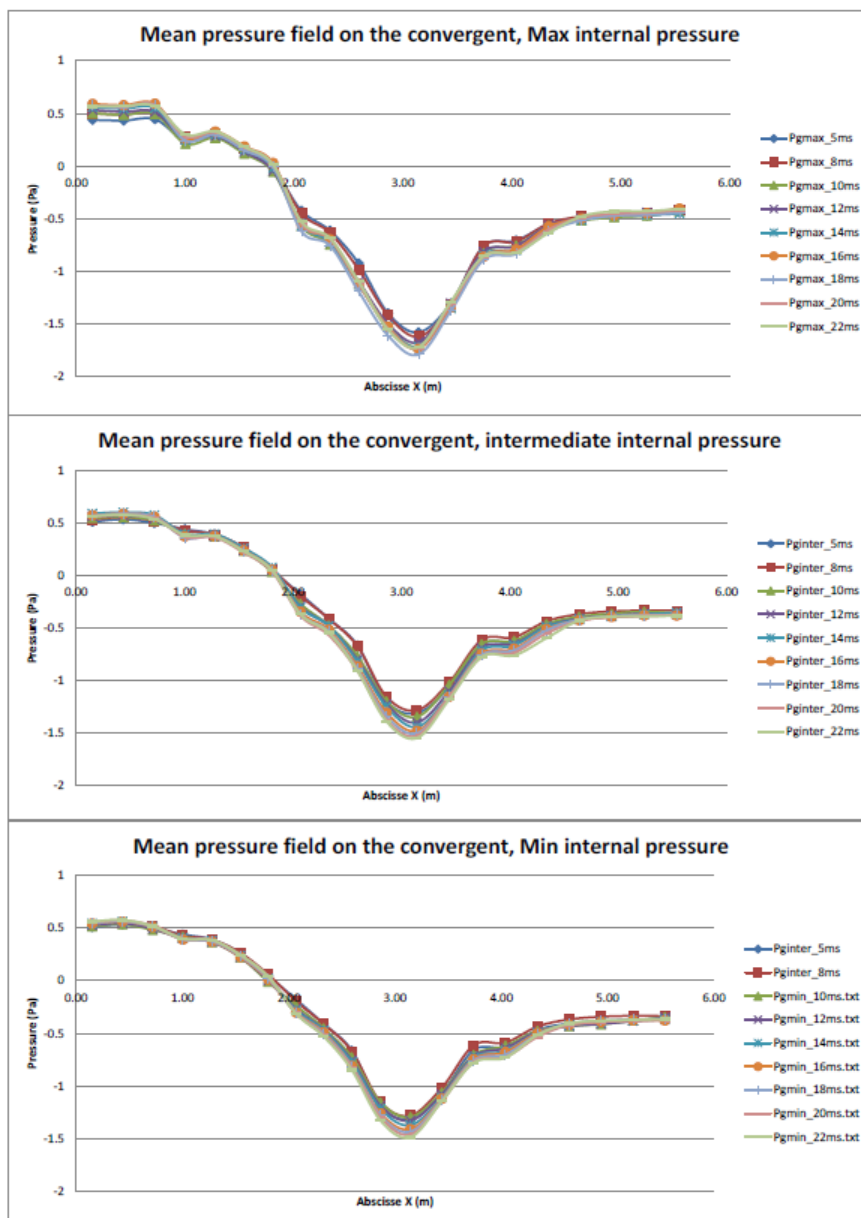 Mean pressure field on the convergent, Max internal pressure
1
0.5
0
-0.5
-1
-1.5
-2
0.00 1.00 2.00 3.00 4.00 5.00 6.00
Pressure (Pa)
Abscisse X (m)
Pgmax_5ms
Pgmax_8ms
Pgmax_10ms
Pgmax_12ms
Pgmax_14ms
Pgmax_16ms
Pgmax_18ms
Pgmax_20ms
Pgmax_22ms
Mean pressure field on the convergent, intermediate internal pressure
1
0.5
0
-0.5
-1
-1.5
-2
0.00 1.00 2.00 3.00 4.00 5.00 6.00
Pressure (Pa)
Abscisse X (m)
Pginter_5ms
Pginter_8ms
Pginter_10ms
Pginter_12ms
Pginter_14ms
Pginter_16ms
Pginter_18ms
Pginter_20ms
Pginter_22ms
Mean pressure field on the convergent, Min internal pressure
1
0.5
0
-0.5
-1
-1.5
-2
0.00 1.00 2.00 3.00 4.00 5.00 6.00
Pressure (Pa)
Abscisse X (m)
Pginter_5ms
Pginter_8ms
Pgmin_10ms.txt
Pgmin_12ms.txt
Pgmin_14ms.txt
Pgmin_16ms.txt
Pgmin_18ms.txt
Pgmin_20ms.txt
Pgmin_22ms.txt